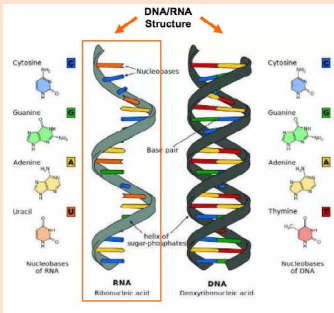 DNA/RNA
Structure
Cytosine C
Guanine G
Adenine A
Uracil U
Nucleobases
of RNA
Nucleobases
Base pair
helix of
sugar-phosphates
RNA
Ribonucleic acid
DNA
Deoxyribonucleic acid
Cytosine C
Guanine G
Adenine A
Thymine T
Nucleobases
of DNA